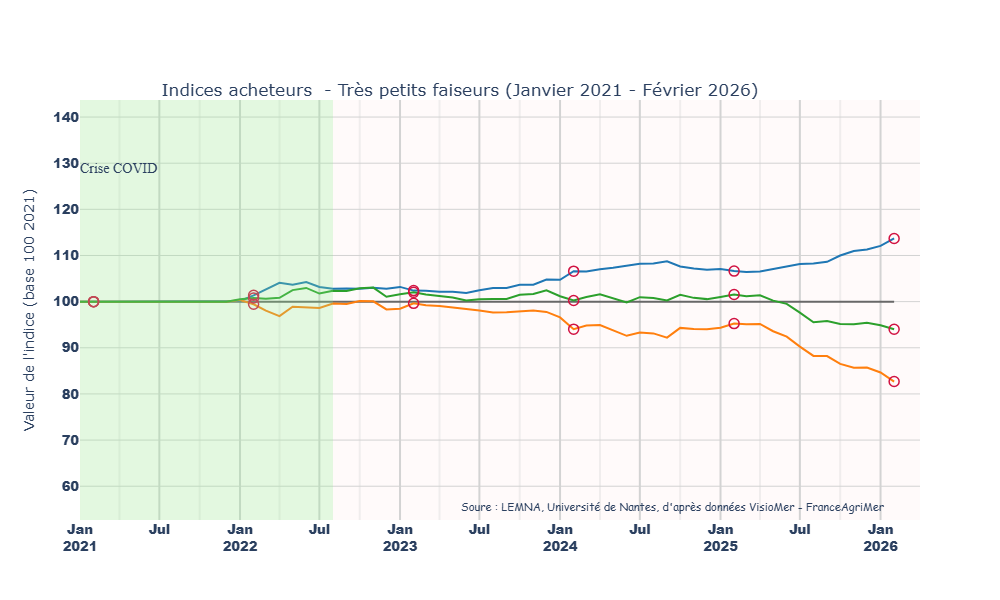 Indices acheteurs  - Très petits faiseurs (Janvier 2021 - Février 2026)
Valeur de l'indice (base 100 2021)
140
130
120
110
100
90
80
70
60
Crise COVID
Soure : LEMNA, Université de Nantes, d'après données VisioMer - FranceAgriMer
Jan Jul Jan Jul Jan Jul Jan Jul Jan Jul Jan
2021 2022 2023 2024 2025 2026